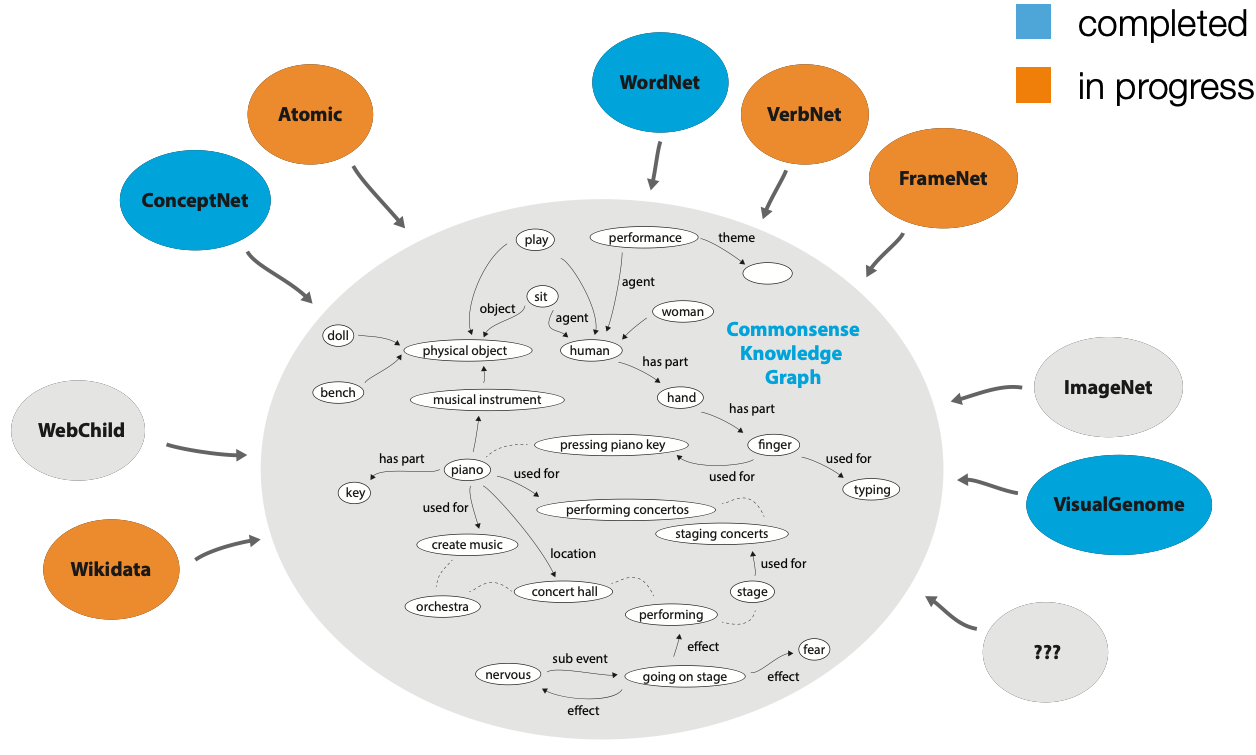 completed
in progress
WordNet
Atomic
VerbNet
FrameNet
ConceptNet
play
performance
theme
agent
sit
object
agent
woman
doll
physical object
human
Commonsense
Knowledge
Graph
has part
bench
musical instrument
hand
has part
ImageNet
WebChild
pressing piano key
finger
has part
piano
used for
used for
used for
key
typing
used for
performing concertos
VisualGenome
staging concerts
create music
location
used for
Wikidata
concert hall
stage
orchestra
performing
effect
fear
???
sub event
nervous
going on stage
effect
effect